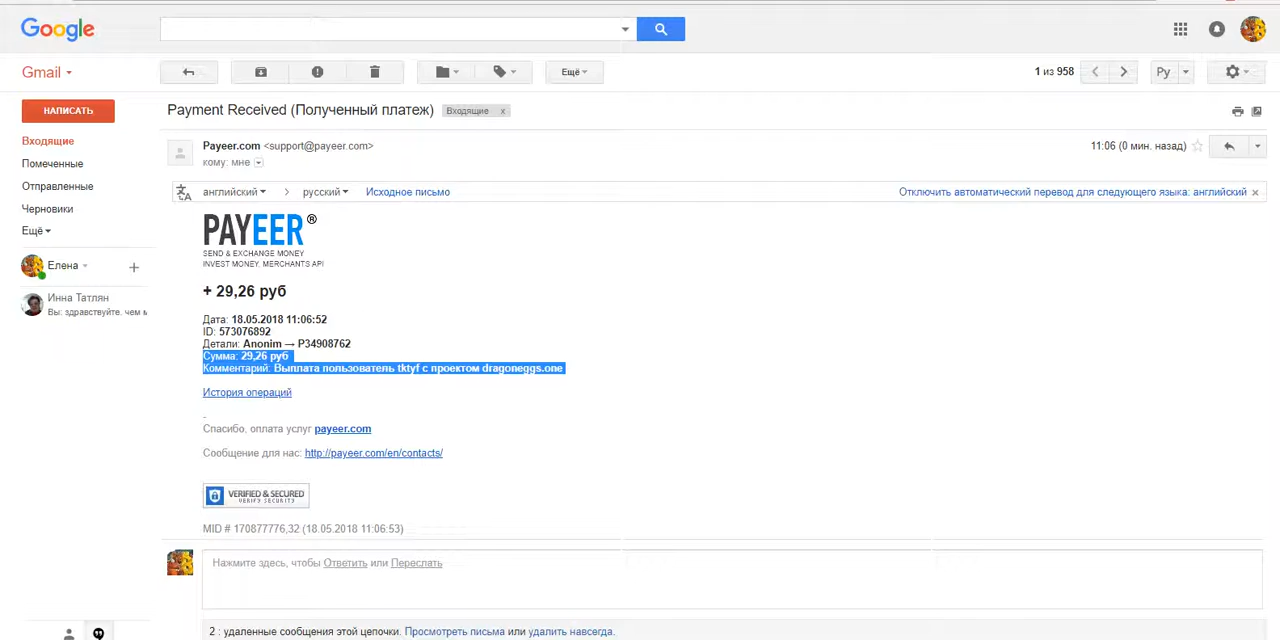 Google
Gmail
Ещё
1 из 958
Ру
НАПИСАТЬ
Payment Received (Полученный платеж)
Входящие x
Входящие
Помеченные
Отправленные
Черновики
Ещё
Елена
Инна Татлян
Вы: здравствуйте. чем м
Payeer.com <support@payeer.com>
11:06 (0 мин. назад)
кому: мне
английский
русский
Исходное письмо
Отключить автоматический перевод для следующего языка: английский
PAYEER®
SEND & EXCHANGE MONEY
INVEST MONEY, MERCHANTS API
+ 29,26 руб
Дата: 18.05.2018 11:06:52
ID: 573076892
Детали: Anonim → P34908762
Сумма: 29,26 руб
Комментарий: Выплата пользователь tktyf с проектом dragoneggs.one
История операций
-
Спасибо, оплата услуг payeer.com
Сообщение для нас: http://payeer.com/en/contacts/
VERIFIED & SECURED
VERIFY SECURITY
MID # 170877776,32 (18.05.2018 11:06:53)
Нажмите здесь, чтобы Ответить или Переслать
2 : удаленные сообщения этой цепочки. Просмотреть письма или удалить навсегда.